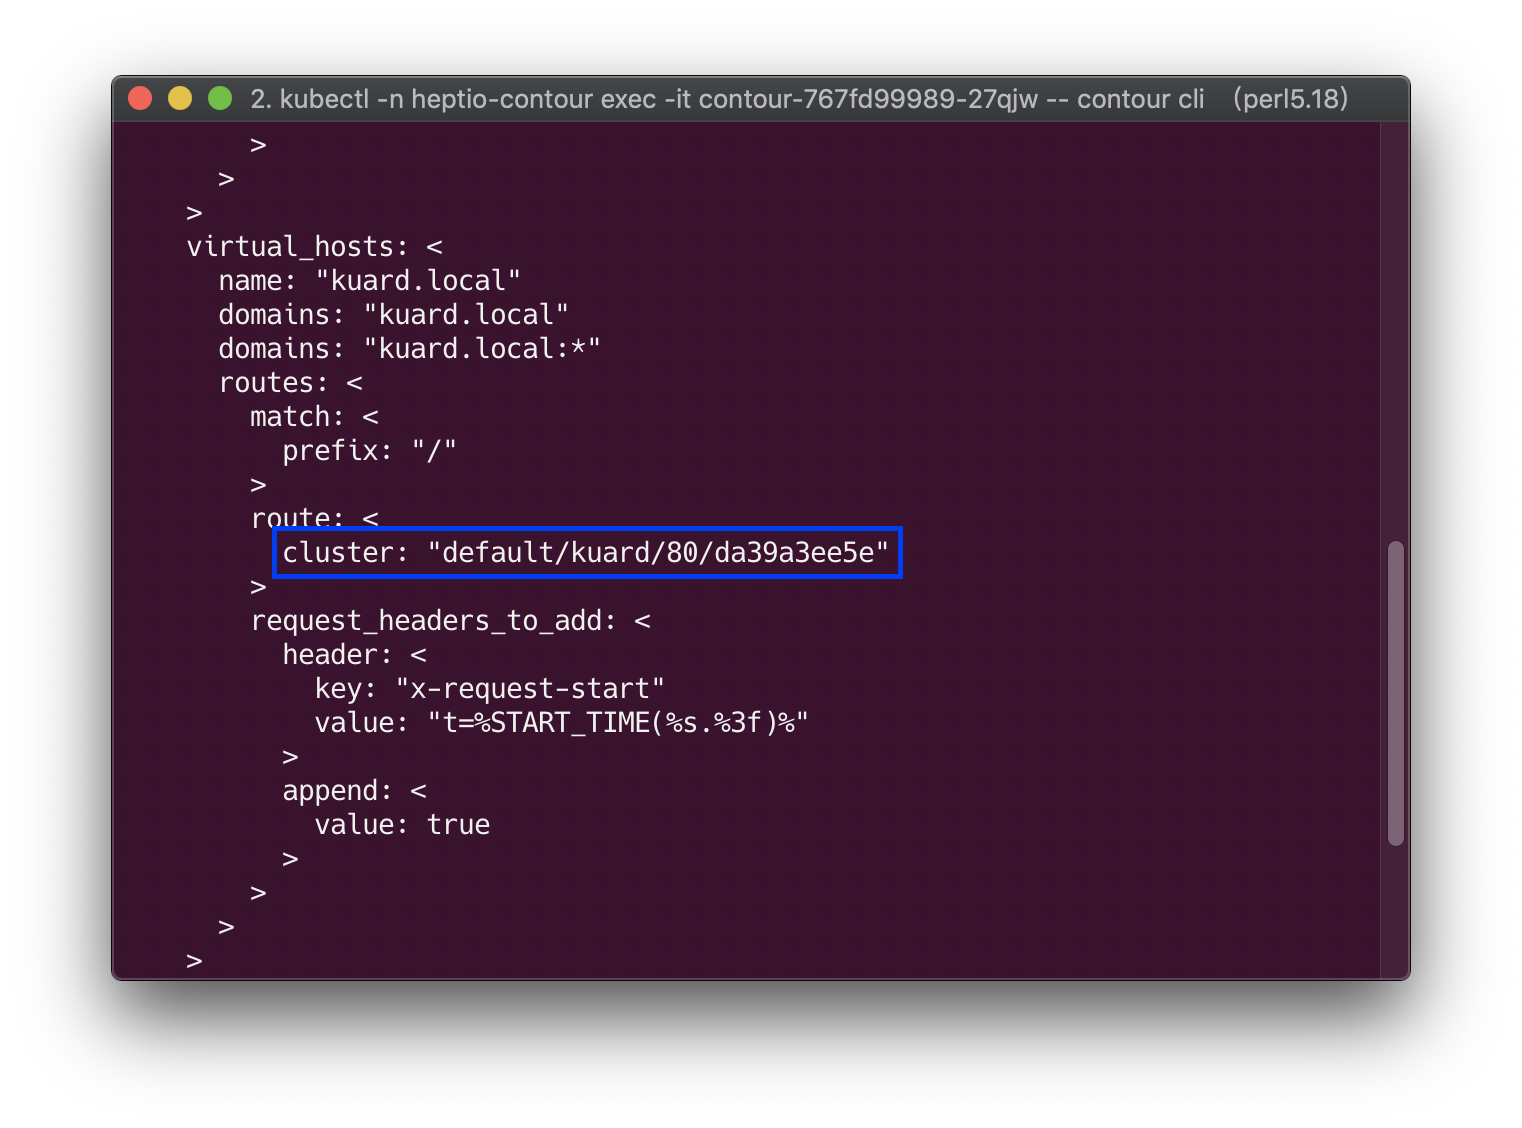 2. kubectl -n heptio-contour exec -it contour-767fd99989-27qjw -- contour cli (perl5.18)
>
>
>
virtual_hosts: <
name: "kuard.local"
domains: "kuard.local"
domains: "kuard.local:*"
routes: <
match: <
prefix: "/"
>
route: <
cluster: "default/kuard/80/da39a3ee5e"
>
request_headers_to_add: <
header: <
key: "x-request-start"
value: "t=%START_TIME(%s.%3f)%"
>
append: <
value: true
>
>
>
>